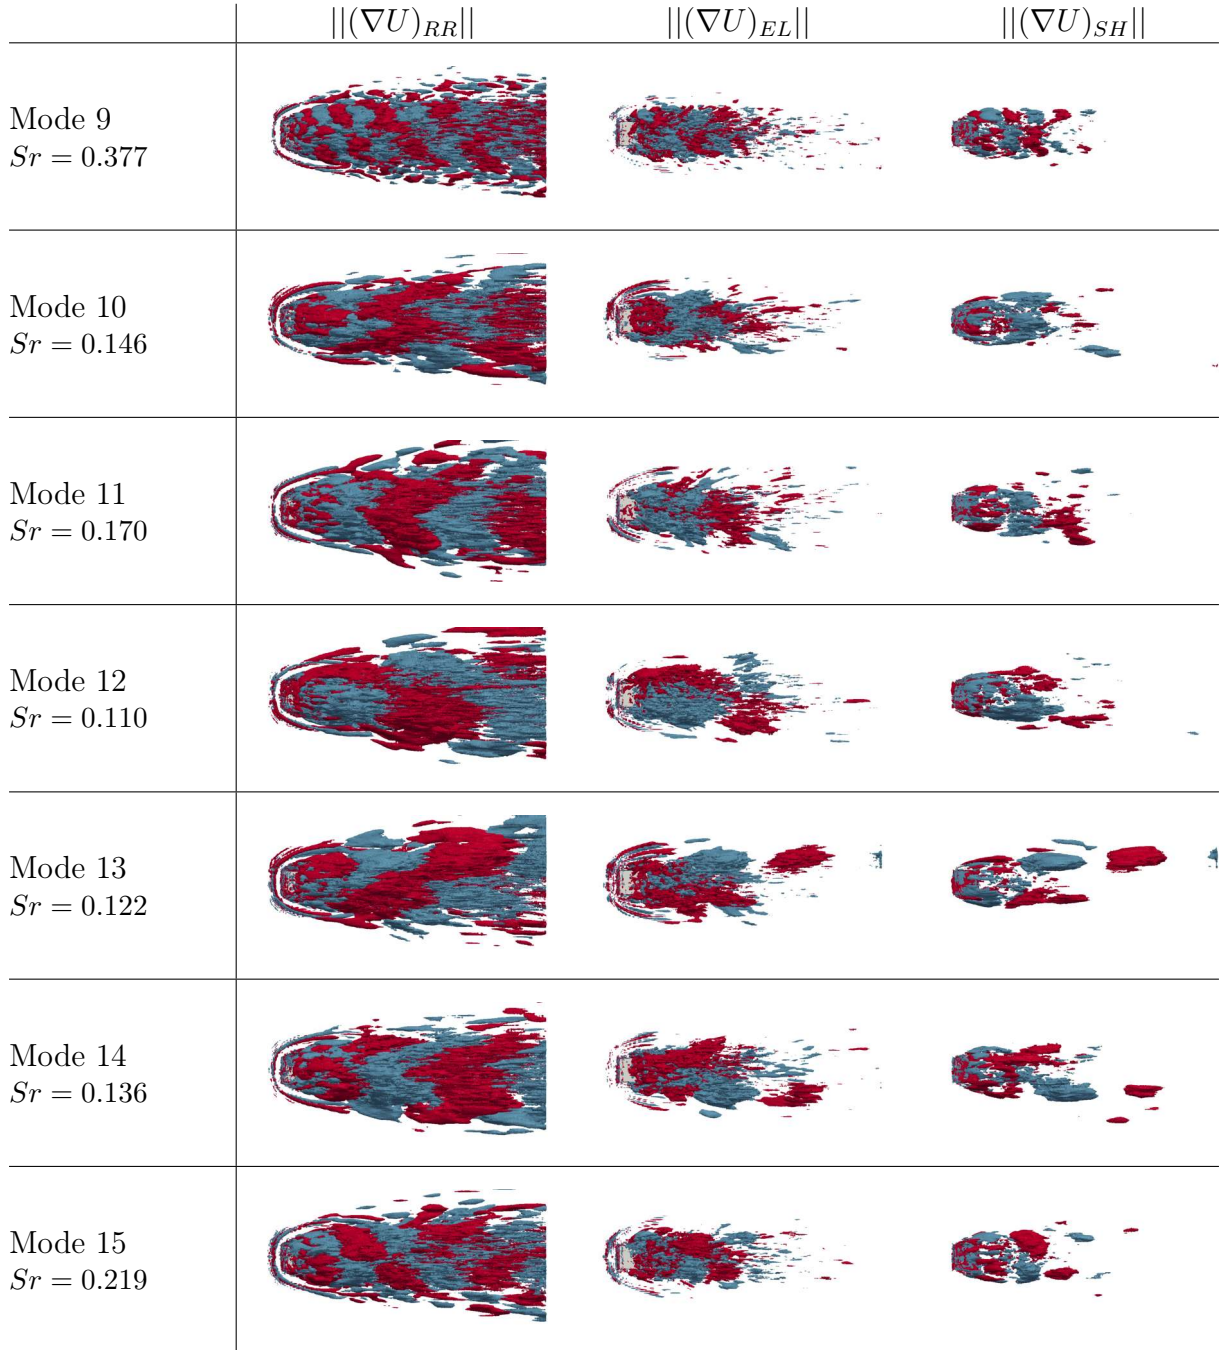 ||(∇U)_{RR}|| ||(∇U)_{EL}|| ||(∇U)_{SH}||
Mode 9
Sr = 0.377
Mode 10
Sr = 0.146
Mode 11
Sr = 0.170
Mode 12
Sr = 0.110
Mode 13
Sr = 0.122
Mode 14
Sr = 0.136
Mode 15
Sr = 0.219